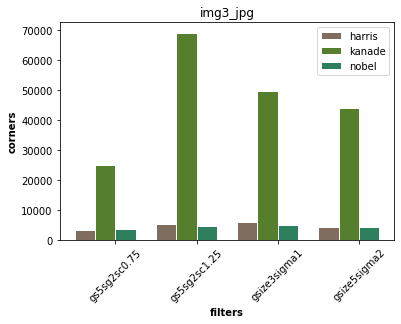 img3_jpg
harris
kanade
nobel
70000
60000
50000
40000
30000
20000
10000
0
corners
gs5sg2sc0.75
gs5sg2sc1.25
gsize3sigma1
gsize5sigma2
filters